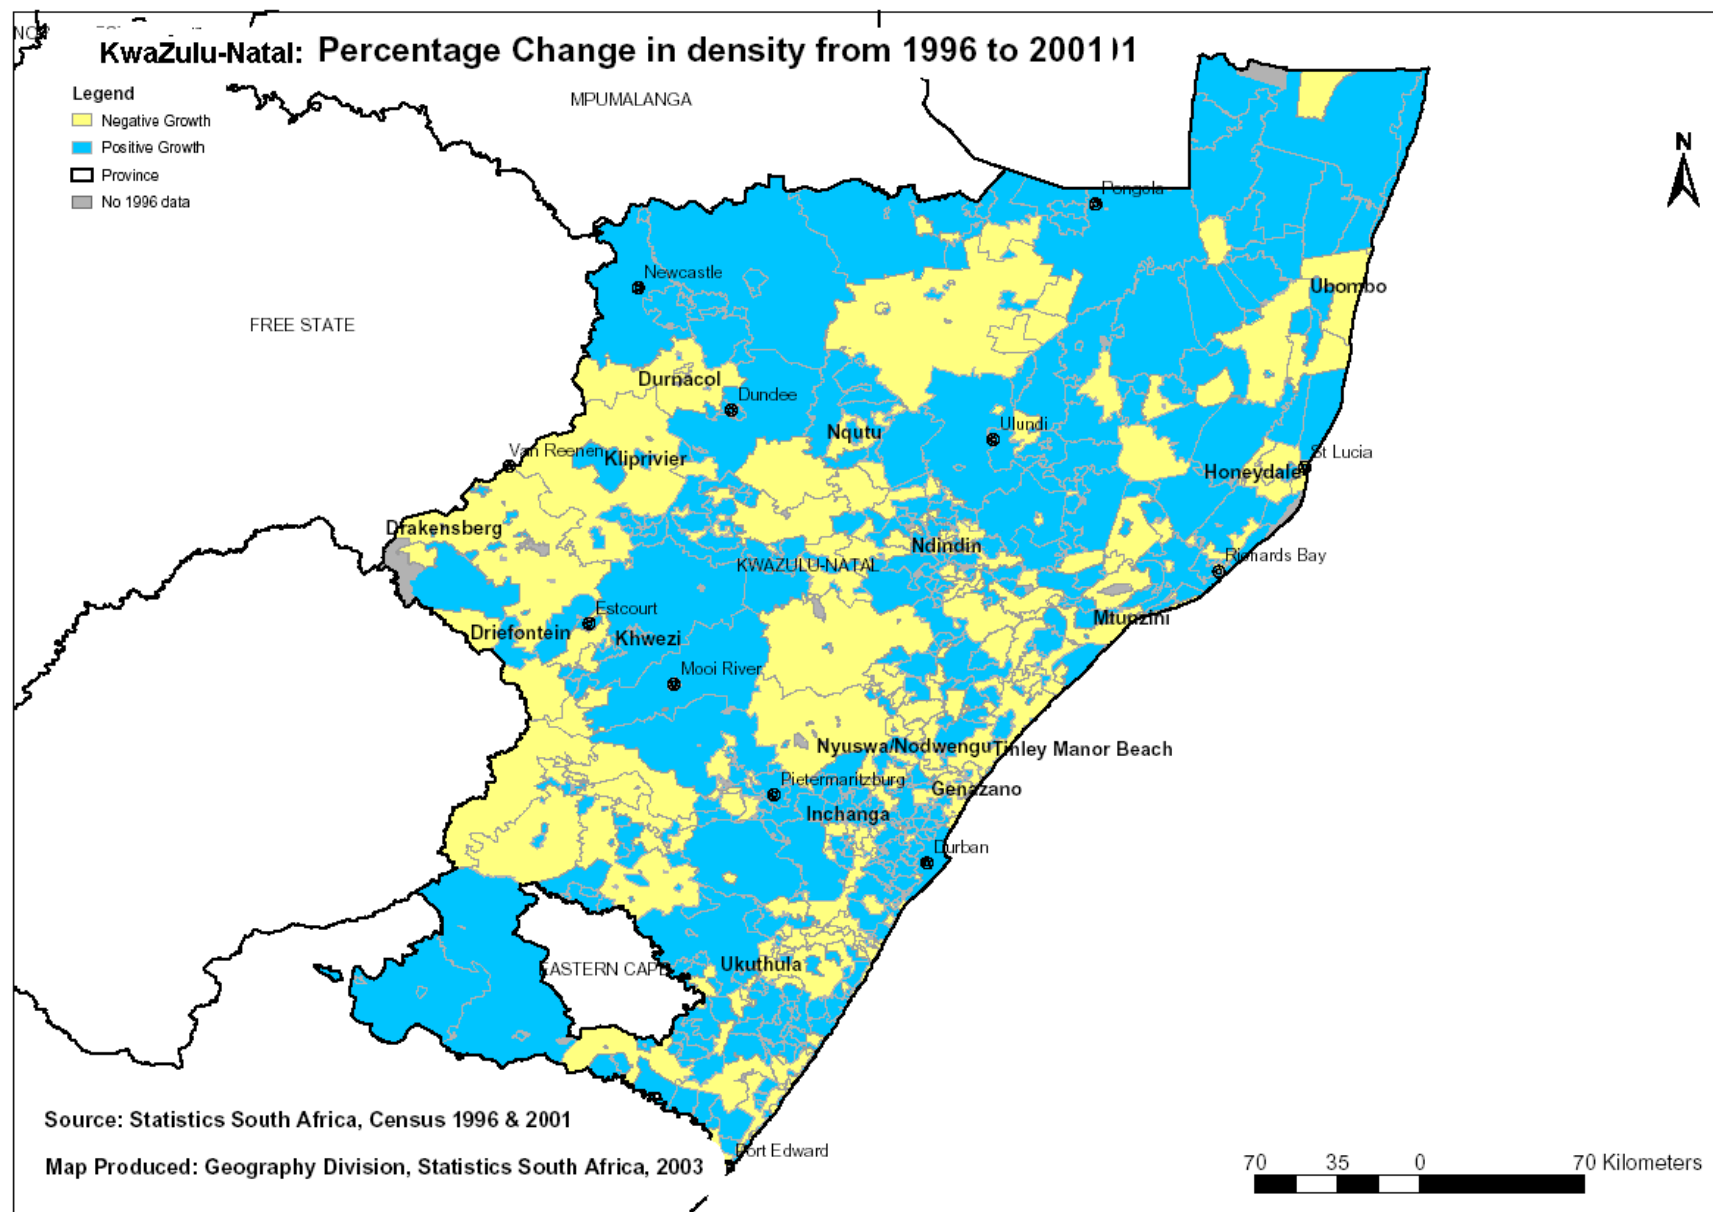 KwaZulu-Natal: Percentage Change in density from 1996 to 2001
Legend
Negative Growth
Positive Growth
Province
No 1996 data
MPUMALANGA
N
Pongola
Newcastle
Ubombo
FREE STATE
Durnacol
Dundee
Nqutu
Ulundi
Van Reenen
Kliprivier
St Lucia
Honeydale
Drakensberg
Ndindin
Richards Bay
KWAZULU-NATAL
Estcourt
Mtunzini
Driefontein
Khwezi
Mooi River
Nyuswa/Nodwengu
Tinley Manor Beach
Pietermaritzburg
Genazano
Inchanga
Durban
Ukuthula
EASTERN CAPE
Source: Statistics South Africa, Census 1996 & 2001
Port Edward
Map Produced: Geography Division, Statistics South Africa, 2003
70 35 0 70 Kilometers